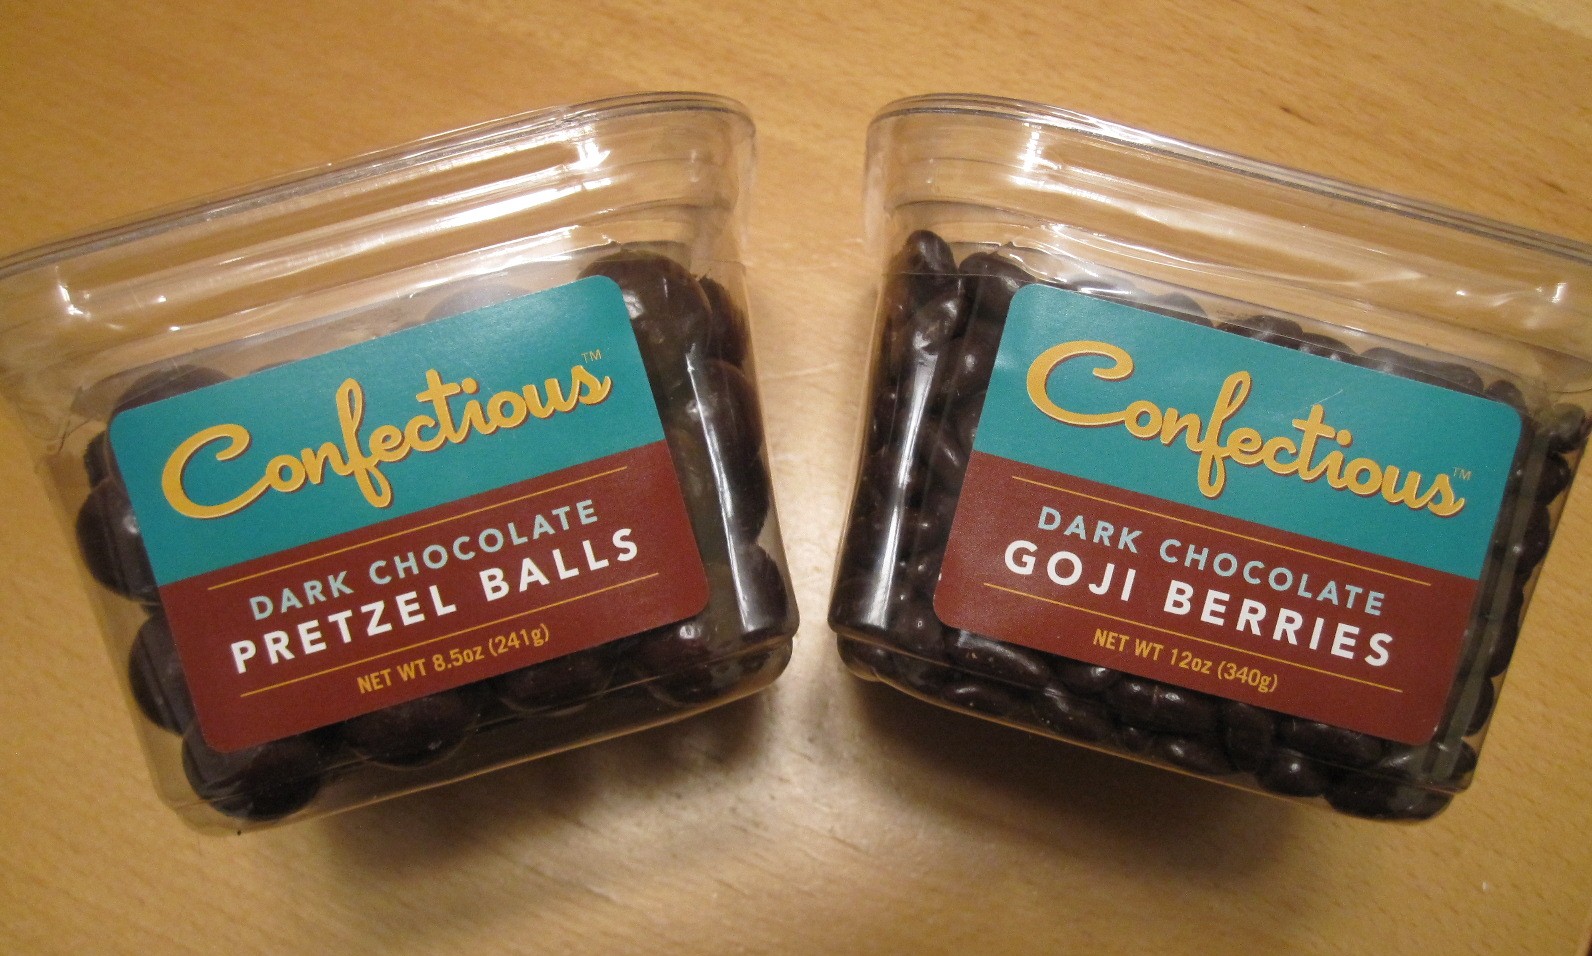 Confectious™
DARK CHOCOLATE
PRETZEL BALLS
NET WT 8.5oz (241g)
Confectious™
DARK CHOCOLATE
GOJI BERRIES
NET WT 12oz (340g)